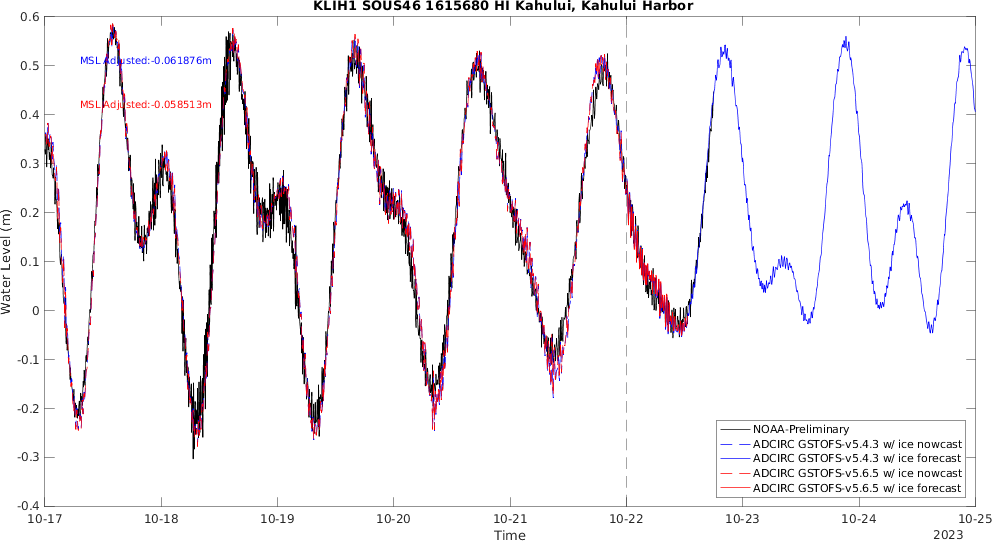 KLIH1 SOUS46 1615680 HI Kahului, Kahului Harbor
0.6
0.5
0.4
0.3
0.2
0.1
0
-0.1
-0.2
-0.3
-0.4
Water Level (m)
MSL Adjusted:-0.061876m
MSL Adjusted:-0.058513m
NOAA-Preliminary
ADCIRC GSTOFS-v5.4.3 w/ ice nowcast
ADCIRC GSTOFS-v5.4.3 w/ ice forecast
ADCIRC GSTOFS-v5.6.5 w/ ice nowcast
ADCIRC GSTOFS-v5.6.5 w/ ice forecast
10-17 10-18 10-19 10-20 10-21 10-22 10-23 10-24 10-25
Time
2023